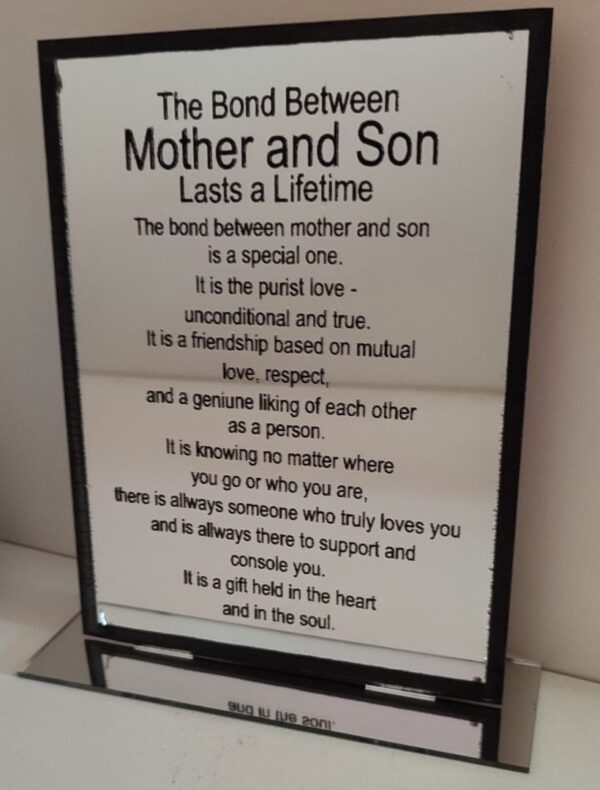 The Bond Between
Mother and Son
Lasts a Lifetime
The bond between mother and son
is a special one.
It is the purist love -
unconditional and true.
It is a friendship based on mutual
love, respect,
and a geniune liking of each other
as a person.
It is knowing no matter where
you go or who you are,
there is allways someone who truly loves you
and is allways there to support and
console you.
It is a gift held in the heart
and in the soul.